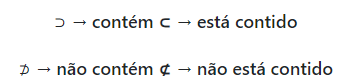 ⊃ → contém ⊂ → está contido
⊅ → não contém ⊄ → não está contido